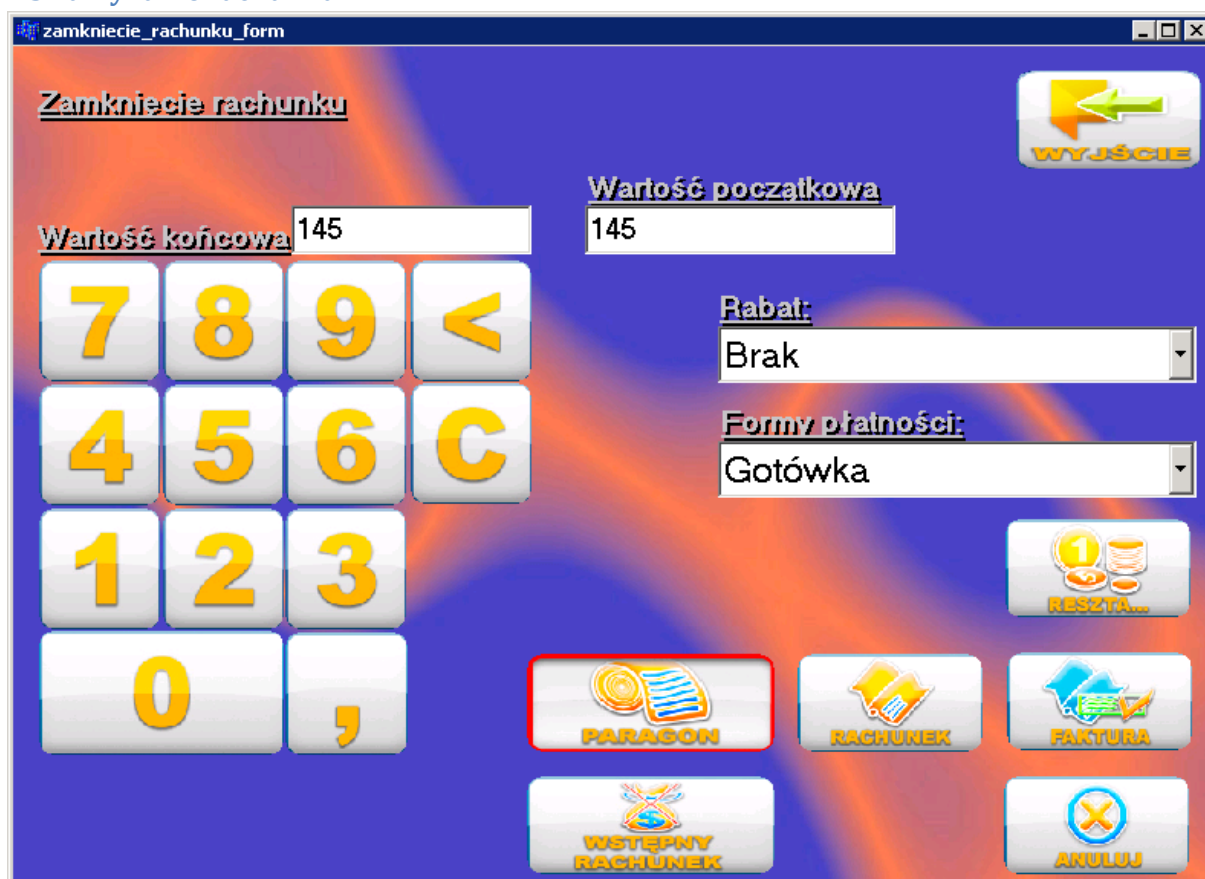 zamkniecie_rachunku_form
Zamknięcie rachunku
WYJŚCIE
Wartość początkowa
Wartość końcowa 145
145
7 8 9 <
Rabat:
Brak
4 5 6 C
Formy płatności:
Gotówka
1 2 3
RESZTA...
0 ,
PARAGON
RACHUNEK
FAKTURA
WSTĘPNY
RACHUNEK
ANULUJ